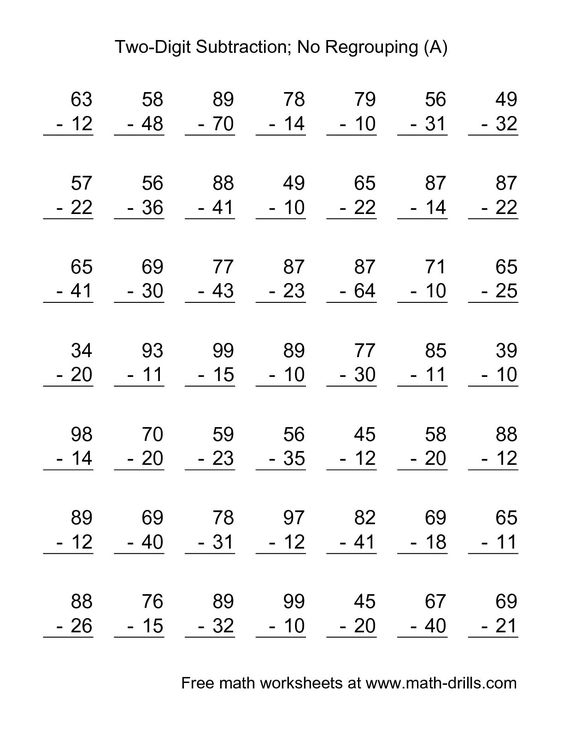 Two-Digit Subtraction; No Regrouping (A)
63 58 89 78 79 56 49
- 12 - 48 - 70 - 14 - 10 - 31 - 32
57 56 88 49 65 87 87
- 22 - 36 - 41 - 10 - 22 - 14 - 22
65 69 77 87 87 71 65
- 41 - 30 - 43 - 23 - 64 - 10 - 25
34 93 99 89 77 85 39
- 20 - 11 - 15 - 10 - 30 - 11 - 10
98 70 59 56 45 58 88
- 14 - 20 - 23 - 35 - 12 - 20 - 12
89 69 78 97 82 69 65
- 12 - 40 - 31 - 12 - 41 - 18 - 11
88 76 89 99 45 67 69
- 26 - 15 - 32 - 10 - 20 - 40 - 21
Free math worksheets at www.math-drills.com